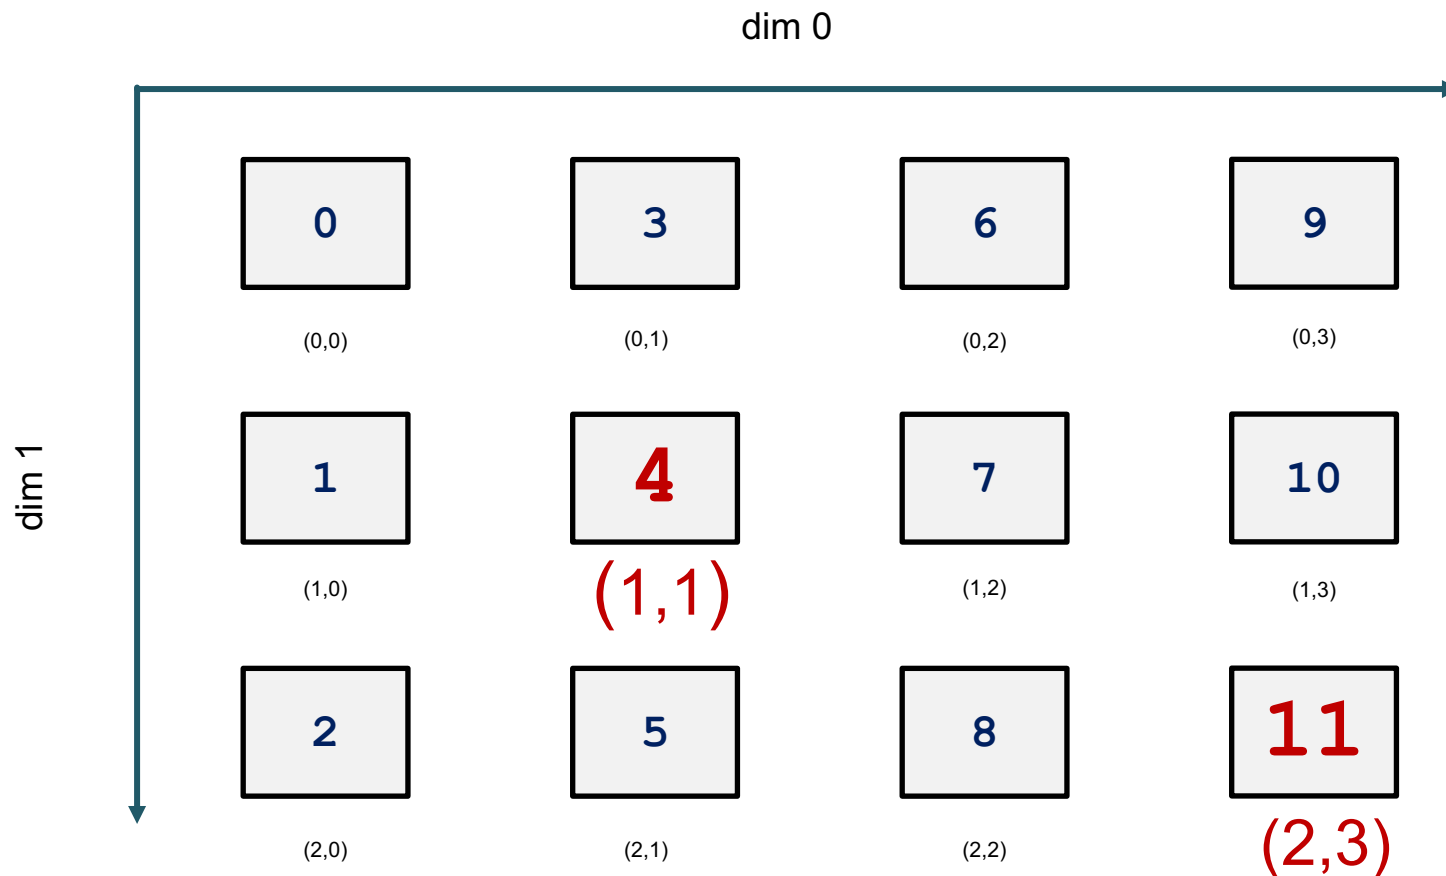 dim 0
dim 1
0 3 6 9
(0,0) (0,1) (0,2) (0,3)
1 4 7 10
(1,0) (1,1) (1,2) (1,3)
2 5 8 11
(2,0) (2,1) (2,2) (2,3)